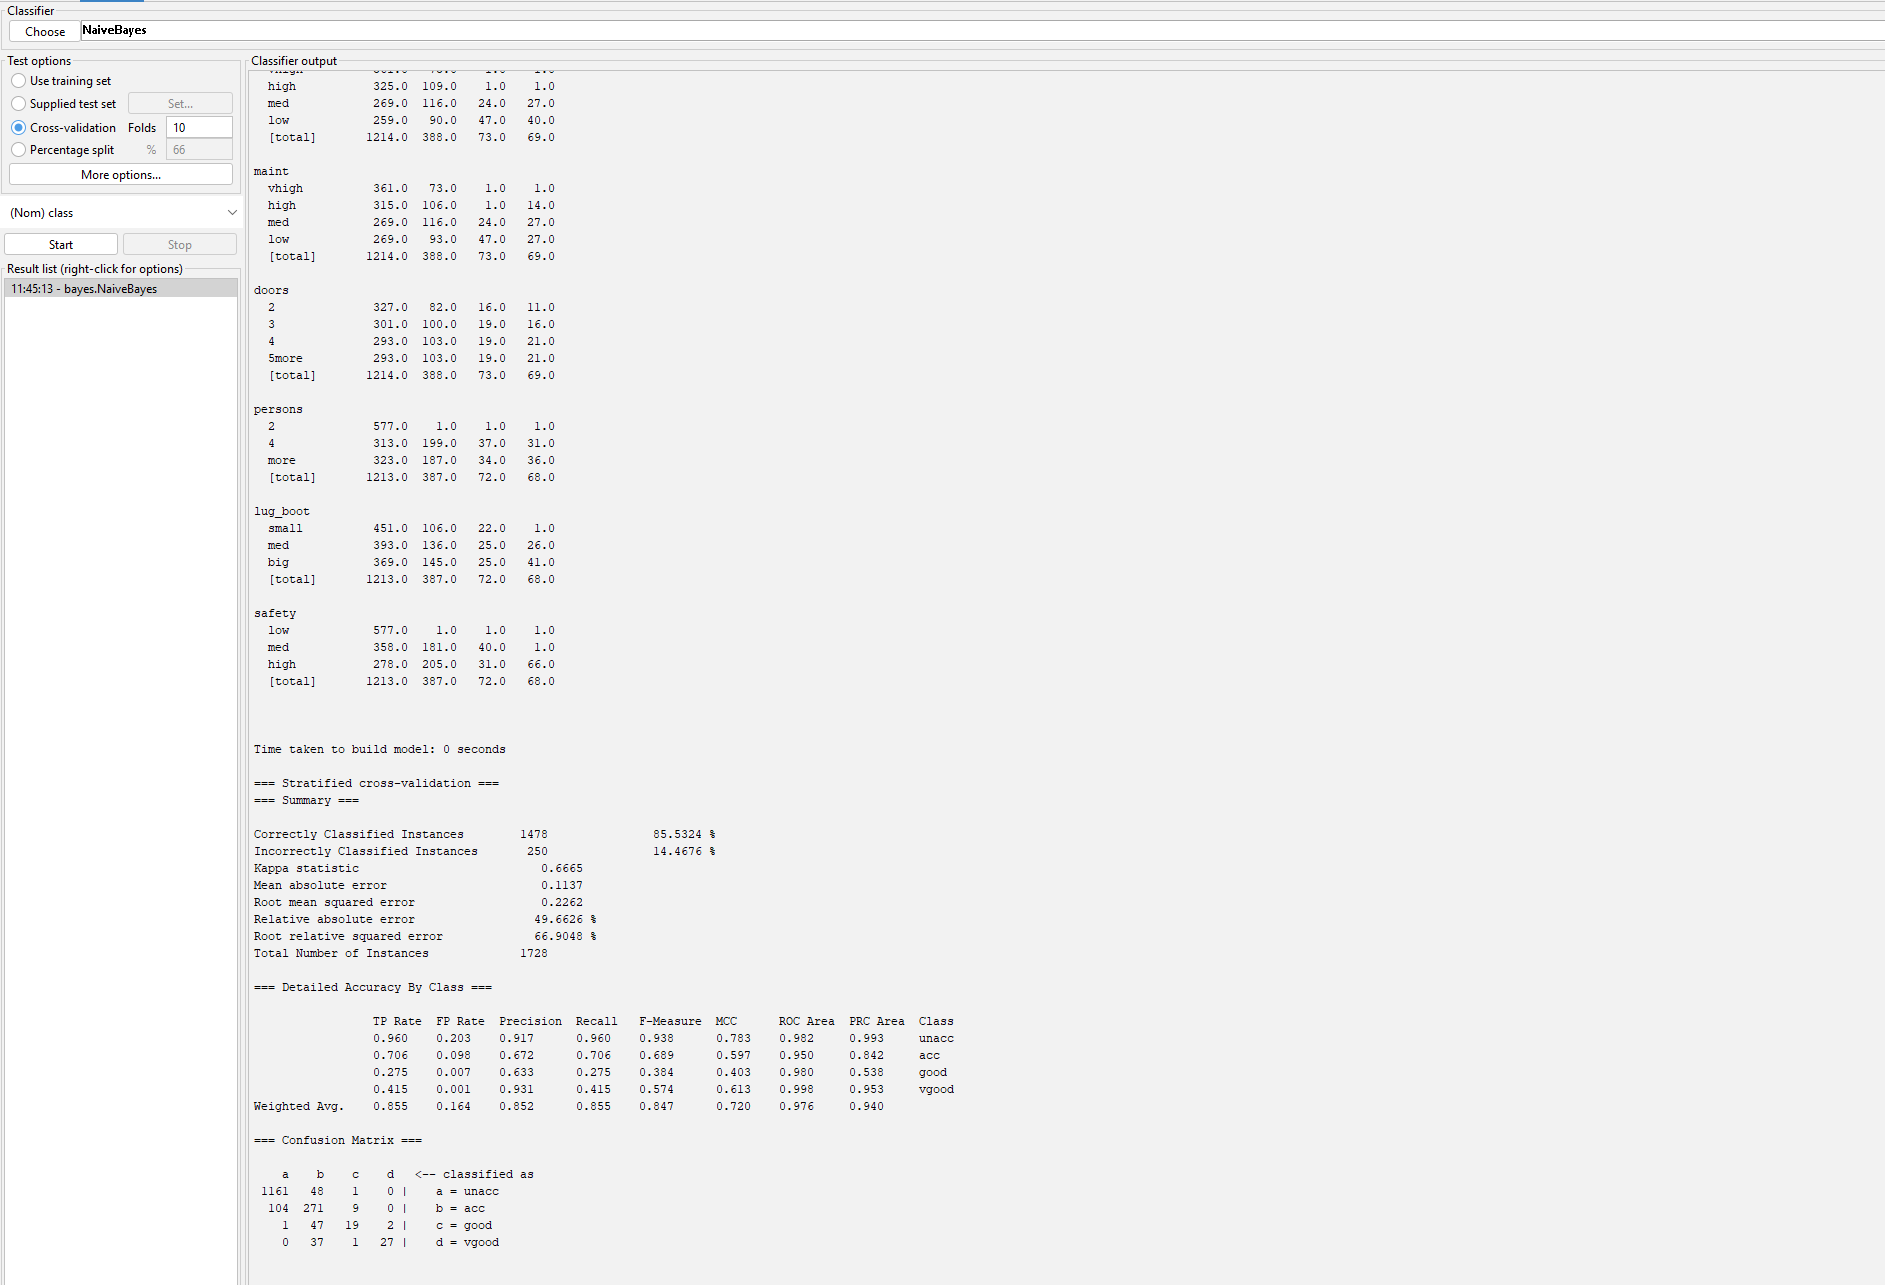 Classifier
Choose NaiveBayes
Test options
Use training set
Supplied test set Set...
Cross-validation Folds 10
Percentage split % 66
More options...
(Nom) class
Start Stop
Result list (right-click for options)
11:45:13 - bayes.NaiveBayes
Classifier output
high 325.0 109.0 1.0 1.0
med 269.0 116.0 24.0 27.0
low 259.0 90.0 47.0 40.0
[total] 1214.0 388.0 73.0 69.0
maint
vhigh 361.0 73.0 1.0 1.0
high 315.0 106.0 1.0 14.0
med 269.0 116.0 24.0 27.0
low 269.0 93.0 47.0 27.0
[total] 1214.0 388.0 73.0 69.0
doors
2 327.0 82.0 16.0 11.0
3 301.0 100.0 19.0 16.0
4 293.0 103.0 19.0 21.0
5more 293.0 103.0 19.0 21.0
[total] 1214.0 388.0 73.0 69.0
persons
2 577.0 1.0 1.0 1.0
4 313.0 199.0 37.0 31.0
more 323.0 187.0 34.0 36.0
[total] 1213.0 387.0 72.0 68.0
lug_boot
small 451.0 106.0 22.0 1.0
med 393.0 136.0 25.0 26.0
big 369.0 145.0 25.0 41.0
[total] 1213.0 387.0 72.0 68.0
safety
low 577.0 1.0 1.0 1.0
med 358.0 181.0 40.0 1.0
high 278.0 205.0 31.0 66.0
[total] 1213.0 387.0 72.0 68.0
Time taken to build model: 0 seconds
=== Stratified cross-validation ===
=== Summary ===
Correctly Classified Instances 1478 85.5324 %
Incorrectly Classified Instances 250 14.4676 %
Kappa statistic 0.6665
Mean absolute error 0.1137
Root mean squared error 0.2262
Relative absolute error 49.6626 %
Root relative squared error 66.9048 %
Total Number of Instances 1728
=== Detailed Accuracy By Class ===
TP Rate FP Rate Precision Recall F-Measure MCC ROC Area PRC Area Class
0.960 0.203 0.917 0.960 0.938 0.783 0.982 0.993 unacc
0.706 0.098 0.672 0.706 0.689 0.597 0.950 0.842 acc
0.275 0.007 0.633 0.275 0.384 0.403 0.980 0.538 good
0.415 0.001 0.931 0.415 0.574 0.613 0.998 0.953 vgood
Weighted Avg. 0.855 0.164 0.852 0.855 0.847 0.720 0.976 0.940
=== Confusion Matrix ===
a b c d <-- classified as
1161 48 1 0 | a = unacc
104 271 9 0 | b = acc
1 47 19 2 | c = good
0 37 1 27 | d = vgood